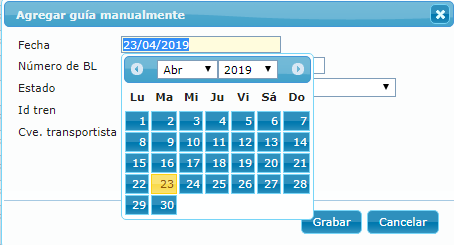 Agregar guía manualmente
Fecha 23/04/2019
Número de BL
Estado
Id tren
Cve. transportista
Abr 2019
Lu Ma Mi Ju Vi Sá Do
1 2 3 4 5 6 7
8 9 10 11 12 13 14
15 16 17 18 19 20 21
22 23 24 25 26 27 28
29 30
Grabar Cancelar